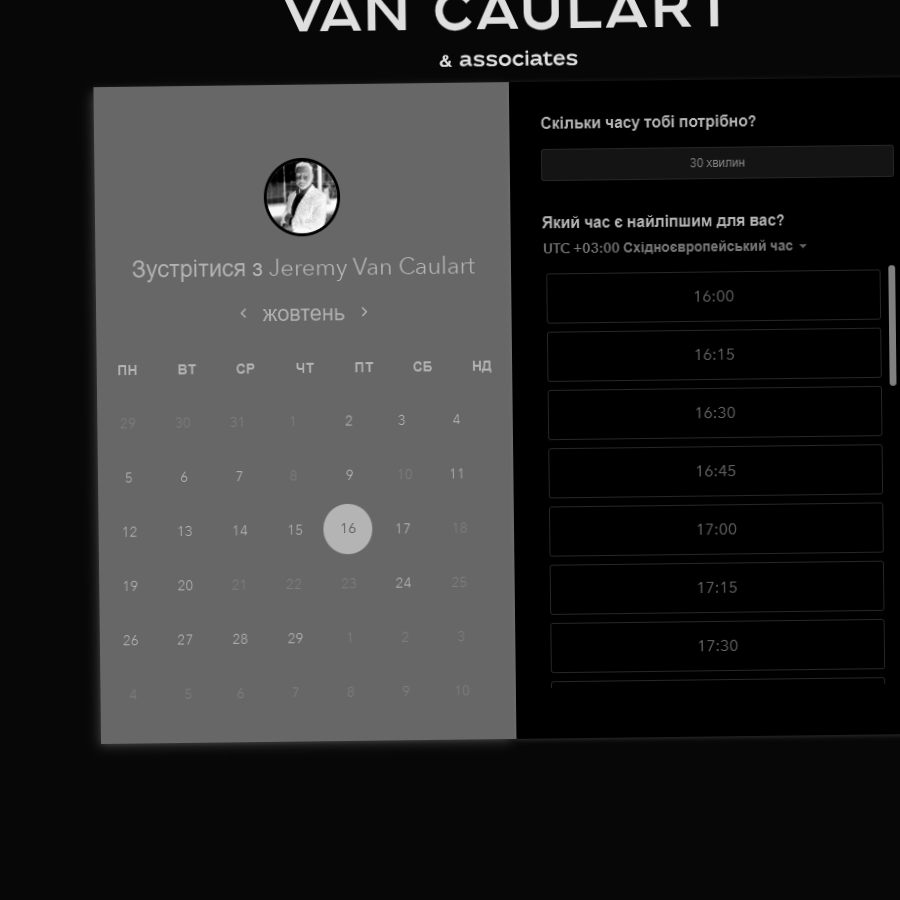 VAN CAULART
& associates
Зустрітися з Jeremy Van Caulart
жовтень
ПН ВТ СР ЧТ ПТ СБ НД
29 30 31 1 2 3 4
5 6 7 8 9 10 11
12 13 14 15 16 17 18
19 20 21 22 23 24 25
26 27 28 29 1 2 3
4 5 6 7 8 9 10
Скільки часу тобі потрібно?
30 хвилин
Який час є найліпшим для вас?
UTC +03:00 Східноєвропейський час
16:00
16:15
16:30
16:45
17:00
17:15
17:30